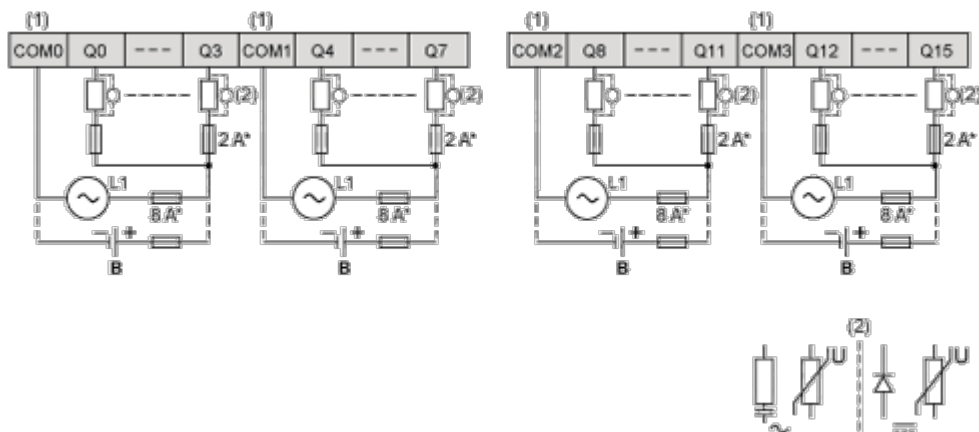 (1) (1) (1) (1)
COM0 Q0 --- Q3 COM1 Q4 --- Q7 COM2 Q8 --- Q11 COM3 Q12 --- Q15
(2) (2) (2) (2)
2 A* 2 A* 2 A* 2 A*
L1 L1 L1 L1
8 A* 8 A* 8 A* 8 A*
+ + + +
B B B B
(2)
U U